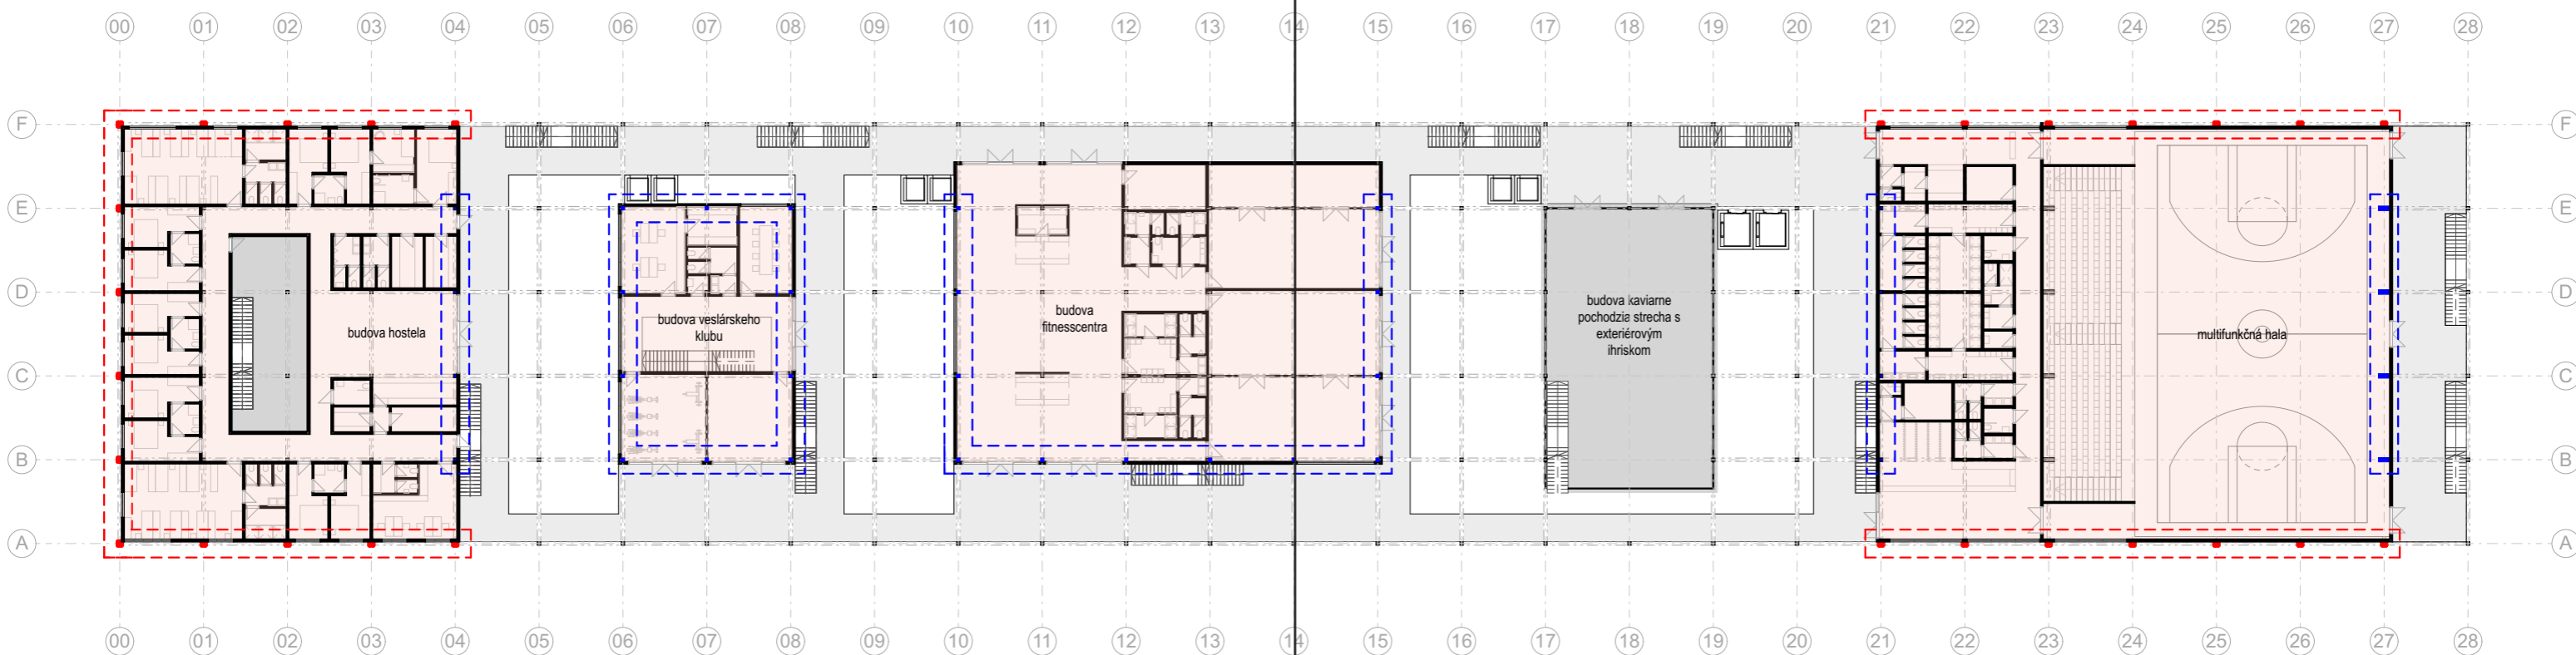 00 01 02 03 04 05 06 07 08 09 10 11 12 13 14 15 16 17 18 19 20 21 22 23 24 25 26 27 28
F F
E E
D D
budova hostela
budova veslárskeho
klubu
budova
fitnesscentra
budova kaviarne
pochodzia strecha s
exteriérovým
ihriskom
multifunkčná hala
C C
B B
A A
00 01 02 03 04 05 06 07 08 09 10 11 12 13 14 15 16 17 18 19 20 21 22 23 24 25 26 27 28